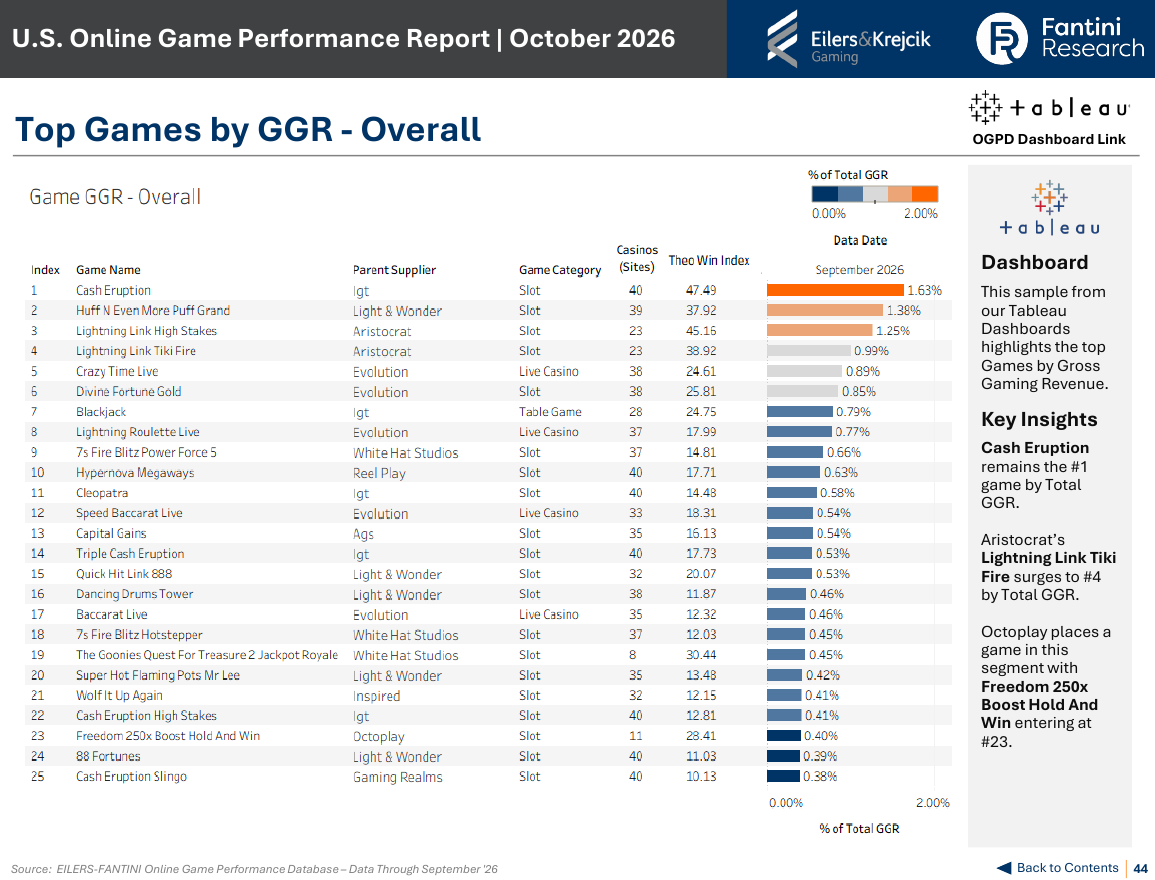 U.S. Online Game Performance Report | October 2026
Eilers&Krejcik
Gaming
Fantini
Research
Top Games by GGR - Overall
+ a b | e a u
OGPD Dashboard Link
Game GGR - Overall
% of Total GGR
0.00% 2.00%
Index Game Name Parent Supplier Game Category Casinos (Sites) Theo Win Index Data Date September 2026
1 Cash Eruption Igt Slot 40 47.49 1.63%
2 Huff N Even More Puff Grand Light & Wonder Slot 39 37.92 1.38%
3 Lightning Link High Stakes Aristocrat Slot 23 45.16 1.25%
4 Lightning Link Tiki Fire Aristocrat Slot 23 38.92 0.99%
5 Crazy Time Live Evolution Live Casino 38 24.61 0.89%
6 Divine Fortune Gold Evolution Slot 38 25.81 0.85%
7 Blackjack Igt Table Game 28 24.75 0.79%
8 Lightning Roulette Live Evolution Live Casino 37 17.99 0.77%
9 7s Fire Blitz Power Force 5 White Hat Studios Slot 37 14.81 0.66%
10 Hypernova Megaways Reel Play Slot 40 17.71 0.63%
11 Cleopatra Igt Slot 40 14.48 0.58%
12 Speed Baccarat Live Evolution Live Casino 33 18.31 0.54%
13 Capital Gains Ags Slot 35 16.13 0.54%
14 Triple Cash Eruption Igt Slot 40 17.73 0.53%
15 Quick Hit Link 888 Light & Wonder Slot 32 20.07 0.53%
16 Dancing Drums Tower Light & Wonder Slot 38 11.87 0.46%
17 Baccarat Live Evolution Live Casino 35 12.32 0.46%
18 7s Fire Blitz Hotstepper White Hat Studios Slot 37 12.03 0.45%
19 The Goonies Quest For Treasure 2 Jackpot Royale White Hat Studios Slot 8 30.44 0.45%
20 Super Hot Flaming Pots Mr Lee Light & Wonder Slot 35 13.48 0.42%
21 Wolf It Up Again Inspired Slot 32 12.15 0.41%
22 Cash Eruption High Stakes Igt Slot 40 12.81 0.41%
23 Freedom 250x Boost Hold And Win Octoplay Slot 11 28.41 0.40%
24 88 Fortunes Light & Wonder Slot 40 11.03 0.39%
25 Cash Eruption Slingo Gaming Realms Slot 40 10.13 0.38%
0.00% 2.00%
% of Total GGR
+ a b | e a u
Dashboard
This sample from
our Tableau
Dashboards
highlights the top
Games by Gross
Gaming Revenue.
Key Insights
Cash Eruption
remains the #1
game by Total
GGR.
Aristocrat's
Lightning Link Tiki
Fire surges to #4
by Total GGR.
Octoplay places a
game in this
segment with
Freedom 250x
Boost Hold And
Win entering at
#23.
Source: EILERS-FANTINI Online Game Performance Database – Data Through September '26
Back to Contents | 44